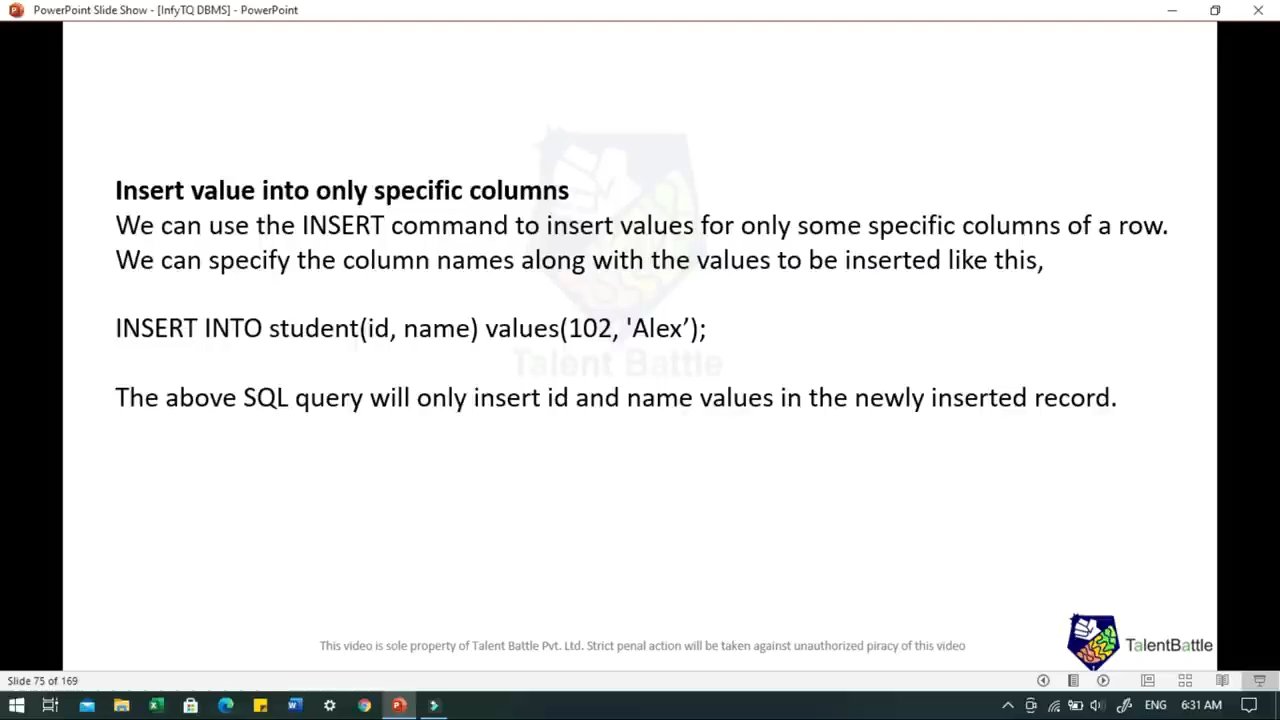 PowerPoint Slide Show - [InfyTQ DBMS] - PowerPoint
Insert value into only specific columns
We can use the INSERT command to insert values for only some specific columns of a row.
We can specify the column names along with the values to be inserted like this,
INSERT INTO student(id, name) values(102, 'Alex’);
Talent Battle
The above SQL query will only insert id and name values in the newly inserted record.
This video is sole property of Talent Battle Pvt. Ltd. Strict penal action will be taken against unauthorized piracy of this video
TalentBattle
Slide 75 of 169
ENG
6:31 AM